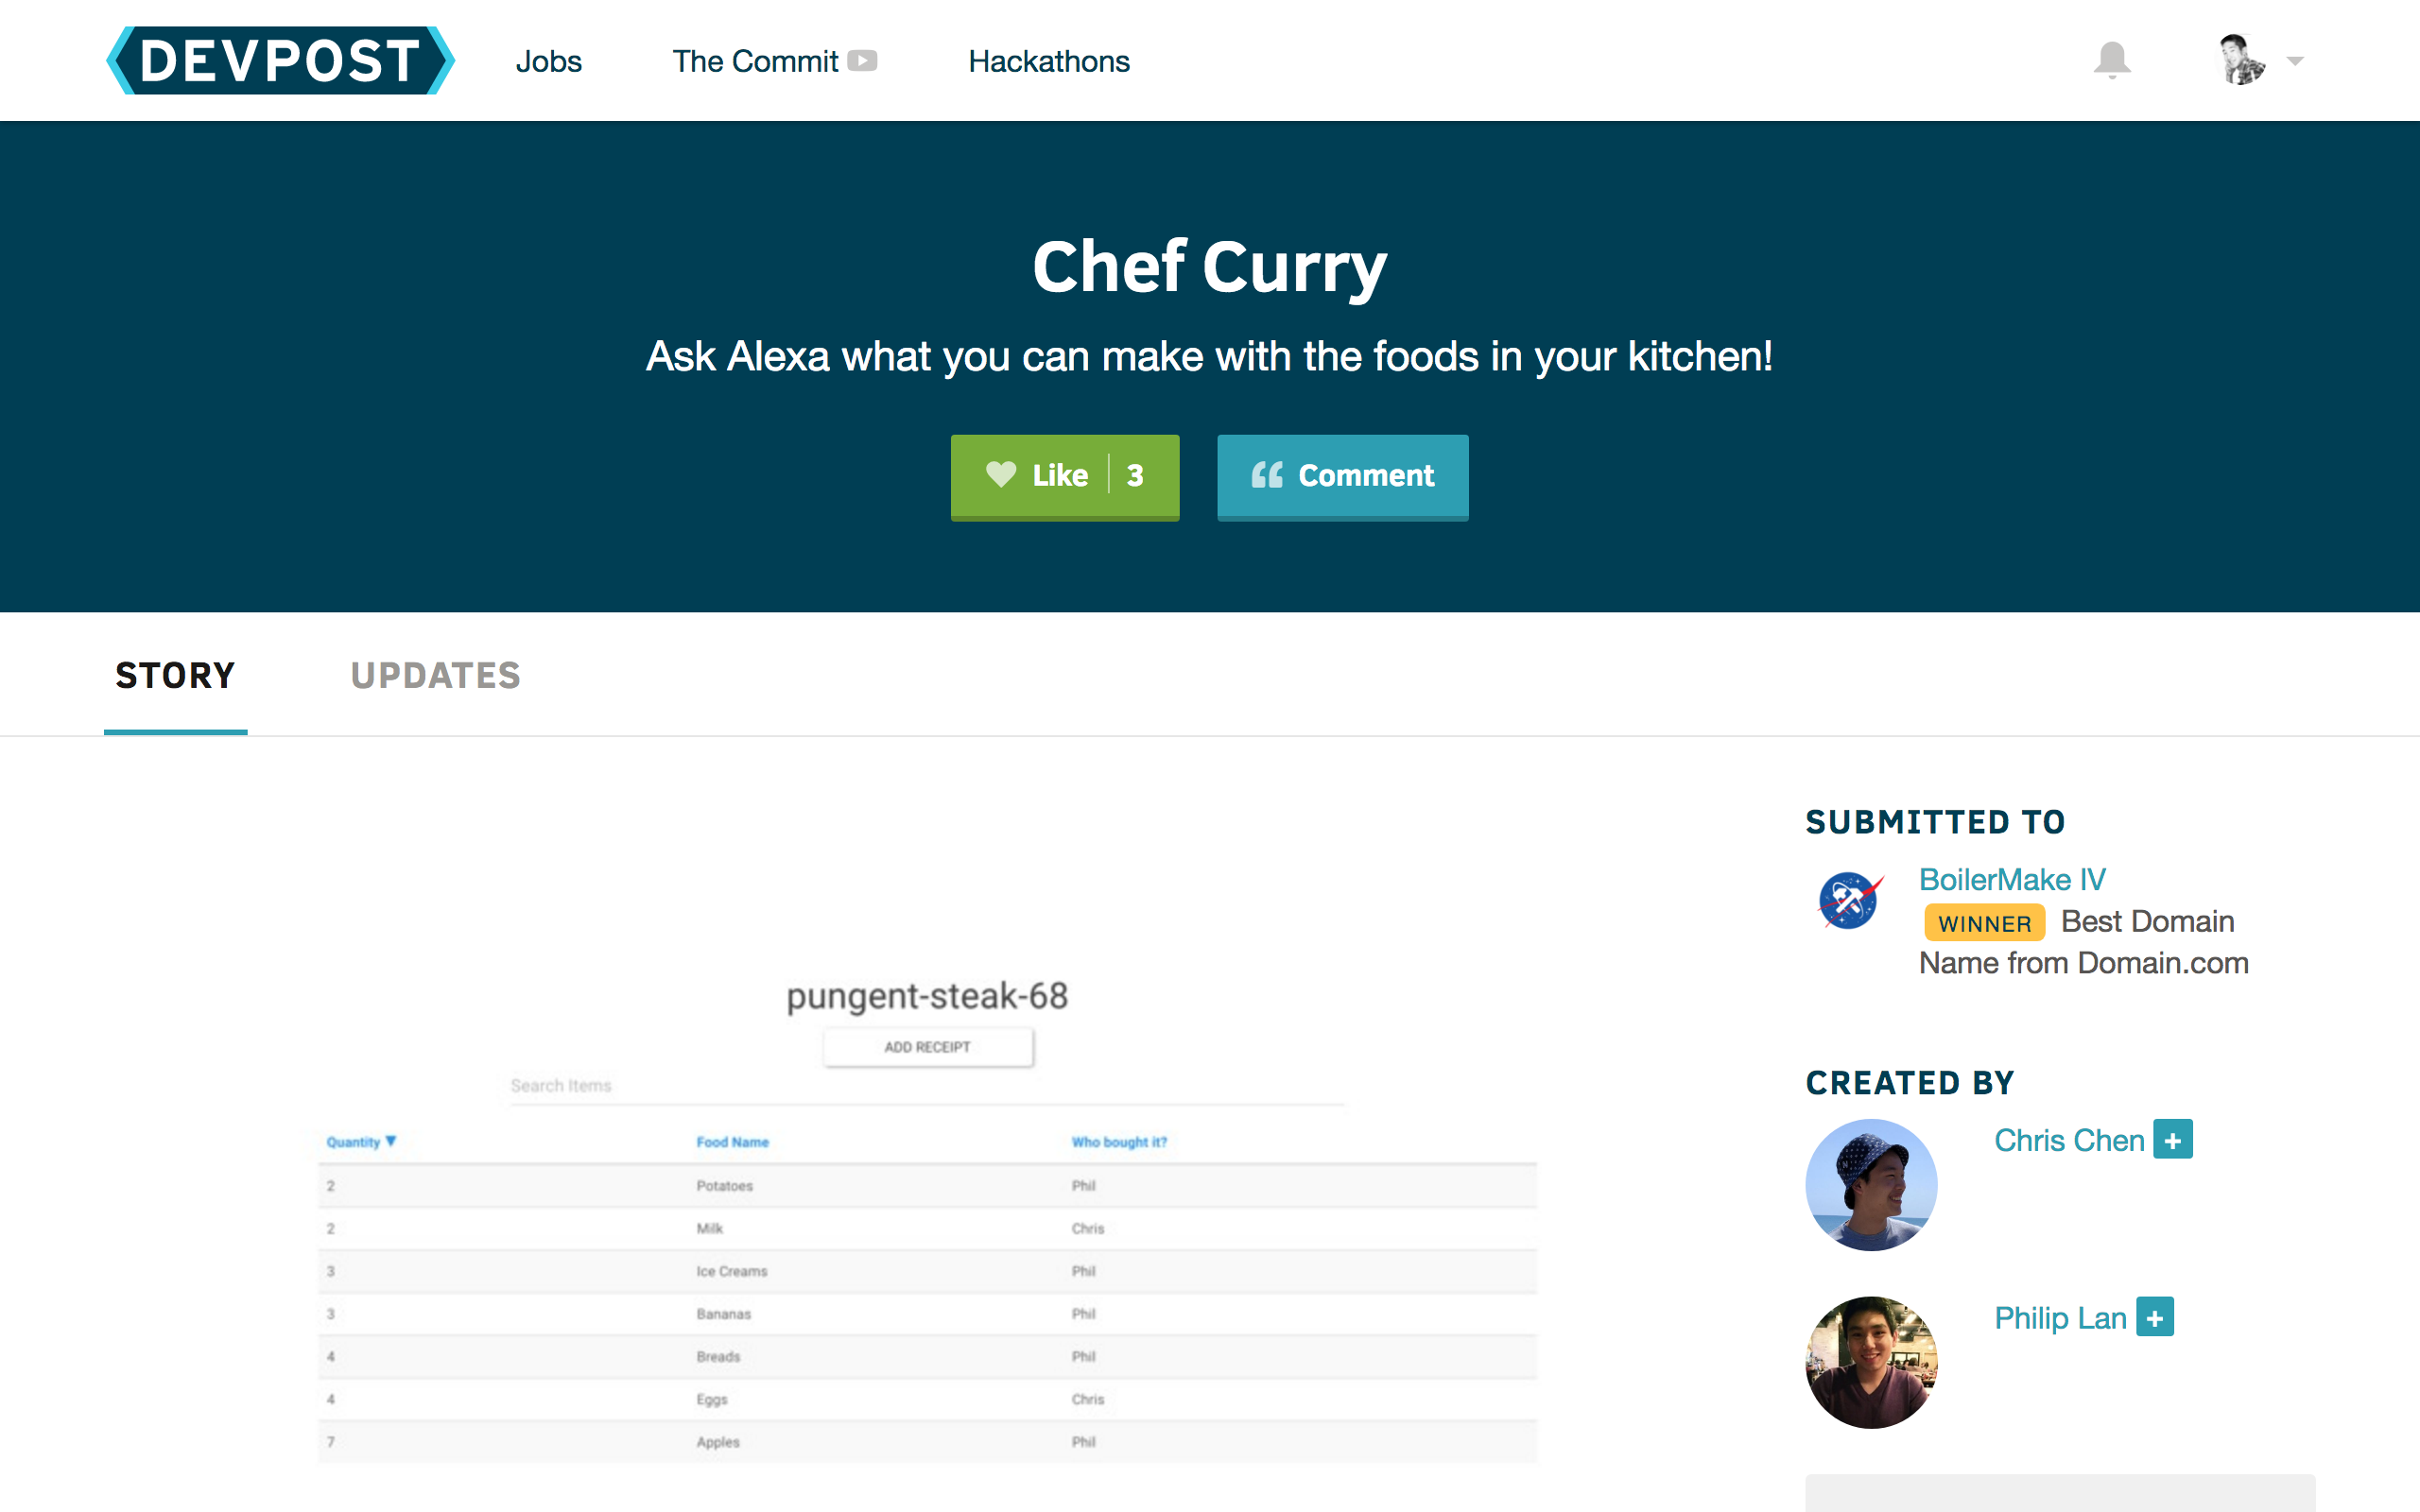 DEVPOST Jobs The Commit Hackathons
Chef Curry
Ask Alexa what you can make with the foods in your kitchen!
Like 3 Comment
STORY UPDATES
pungent-steak-68
ADD RECEIPT
Search Items
Quantity ▼ Food Name Who bought it?
2 Potatoes Phil
2 Milk Chris
3 Ice Creams Phil
3 Bananas Phil
4 Breads Phil
4 Eggs Chris
7 Apples Phil
SUBMITTED TO
BoilerMake IV
WINNER Best Domain
Name from Domain.com
CREATED BY
Chris Chen +
Philip Lan +